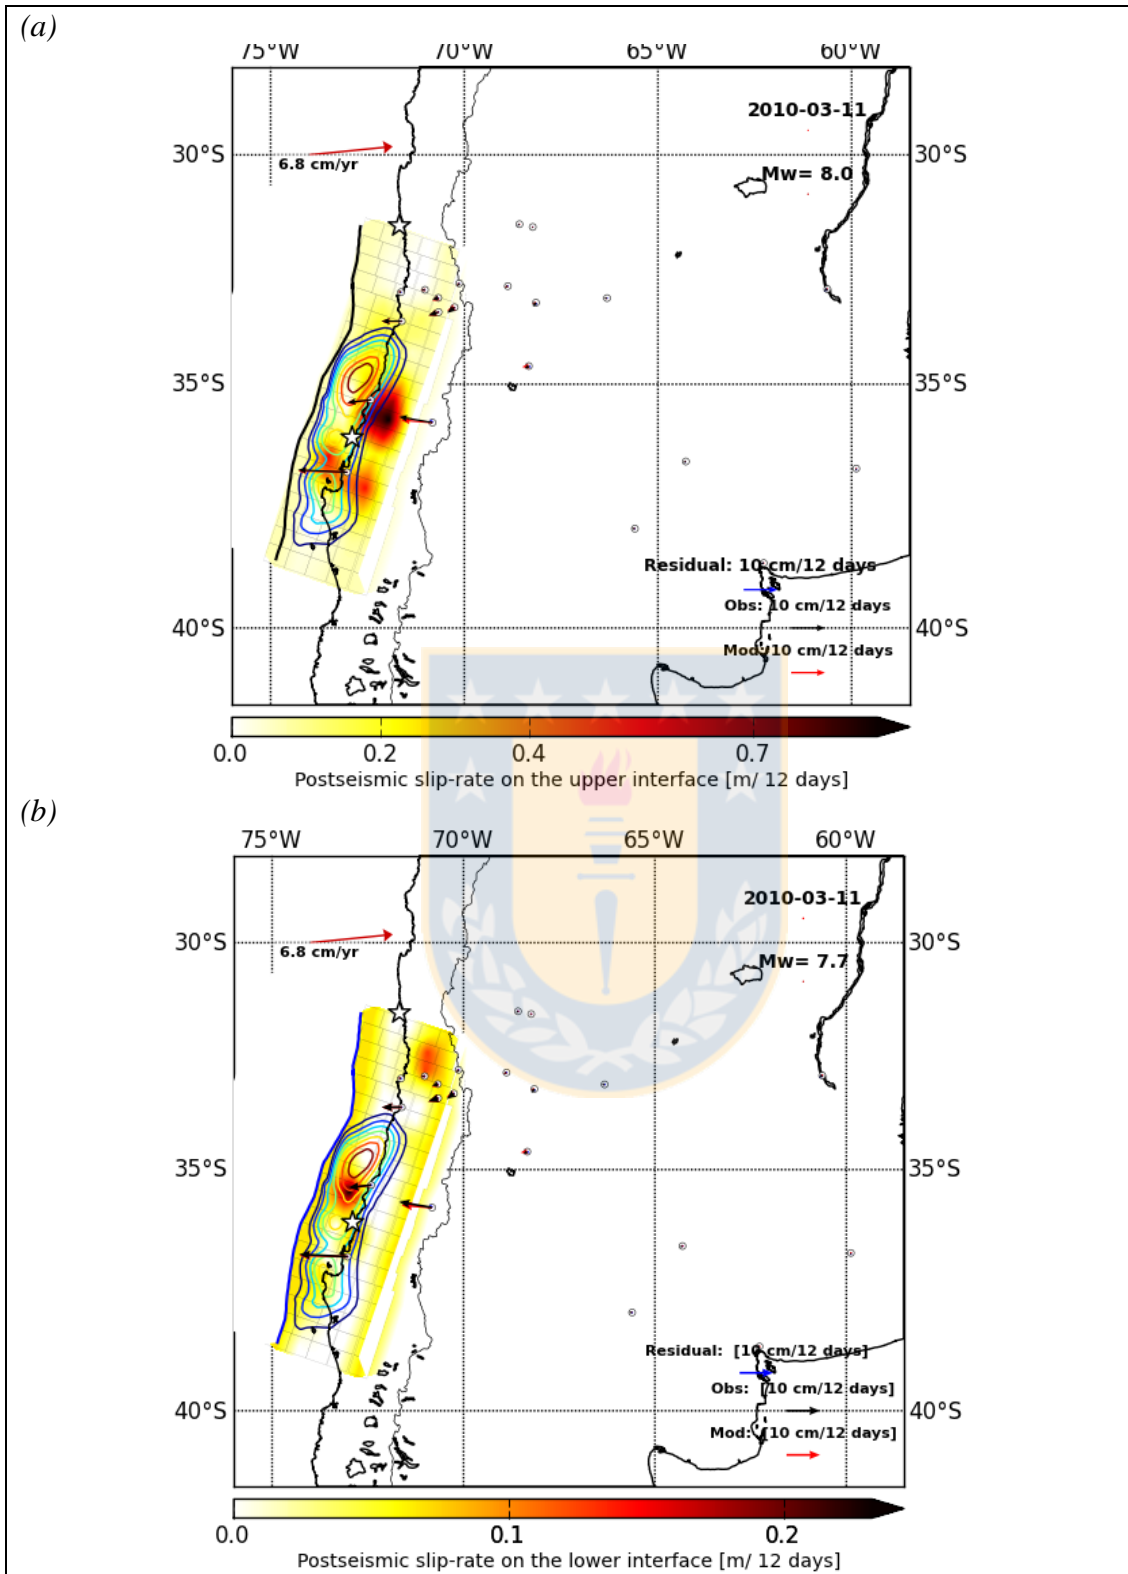 (a)
75°W 70°W 65°W 60°W
2010-03-11
30°S 30°S
6.8 cm/yr
Mw= 8.0
35°S 35°S
Residual: 10 cm/12 days
Obs: 10 cm/12 days
40°S 40°S
Mod: 10 cm/12 days
0.0 0.2 0.4 0.7
Postseismic slip-rate on the upper interface [m/ 12 days]
(b)
75°W 70°W 65°W 60°W
2010-03-11
30°S 30°S
6.8 cm/yr
Mw= 7.7
35°S 35°S
Residual: [10 cm/12 days]
Obs: [10 cm/12 days]
40°S 40°S
Mod: [10 cm/12 days]
0.0 0.1 0.2
Postseismic slip-rate on the lower interface [m/ 12 days]